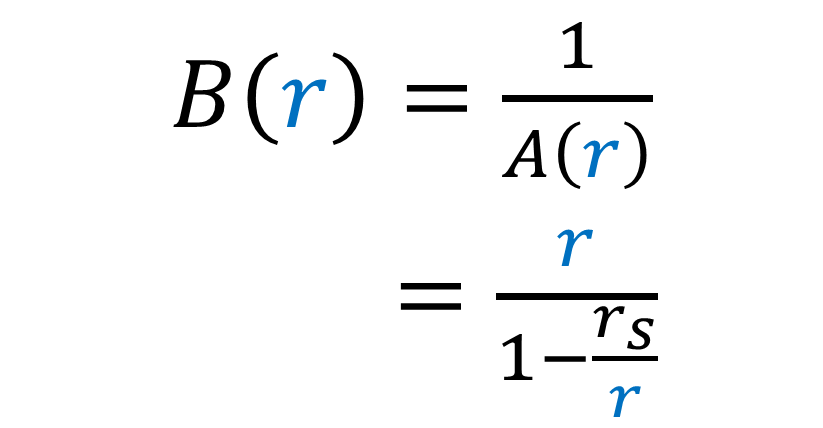 B(r) = 1/A(r)
= r/(1−r_s/r)